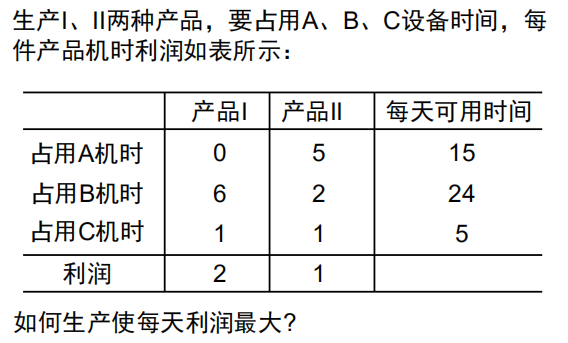 生产I、II两种产品，要占用A、B、C设备时间，每
件产品机时利润如表所示：
产品I 产品II 每天可用时间
占用A机时 0 5 15
占用B机时 6 2 24
占用C机时 1 1 5
利润 2 1
如何生产使每天利润最大?